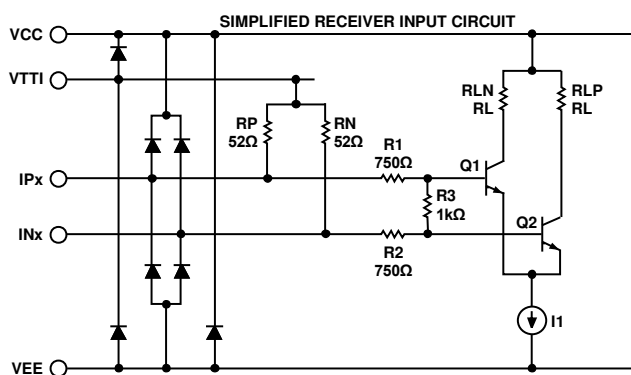 SIMPLIFIED RECEIVER INPUT CIRCUIT
VCC
VTTI
RP
52Ω
RN
52Ω
RLN
RL
RLP
RL
R1
750Ω
Q1
IPx
R3
1kΩ
INx
Q2
R2
750Ω
I1
VEE